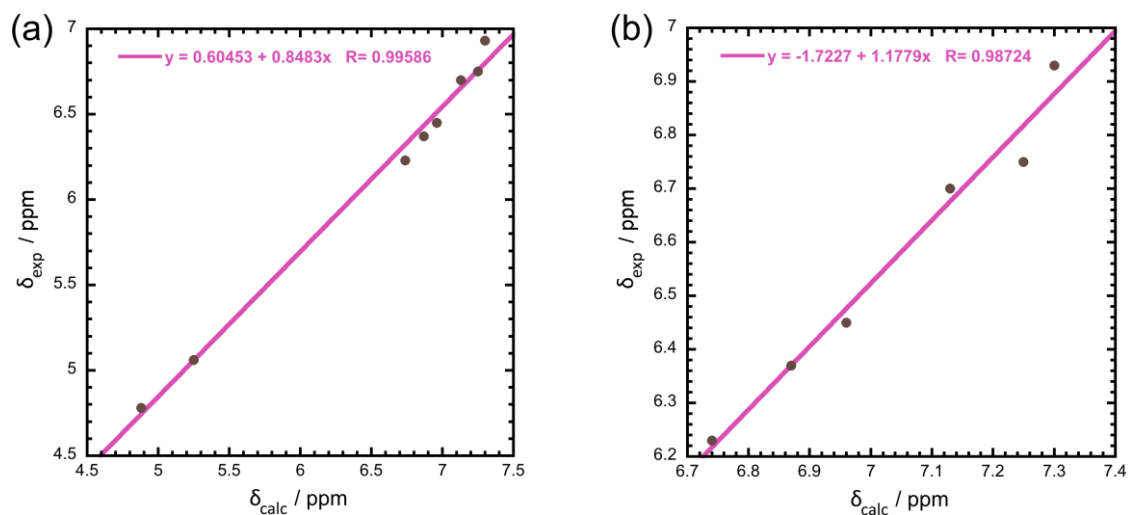 (a)
y = 0.60453 + 0.8483x R= 0.99586
7
6.5
6
5.5
5
4.5
δexp / ppm
4.5 5 5.5 6 6.5 7 7.5
δcalc / ppm
(b)
y = -1.7227 + 1.1779x R= 0.98724
7
6.9
6.8
6.7
6.6
6.5
6.4
6.3
6.2
δexp / ppm
6.7 6.8 6.9 7 7.1 7.2 7.3 7.4
δcalc / ppm